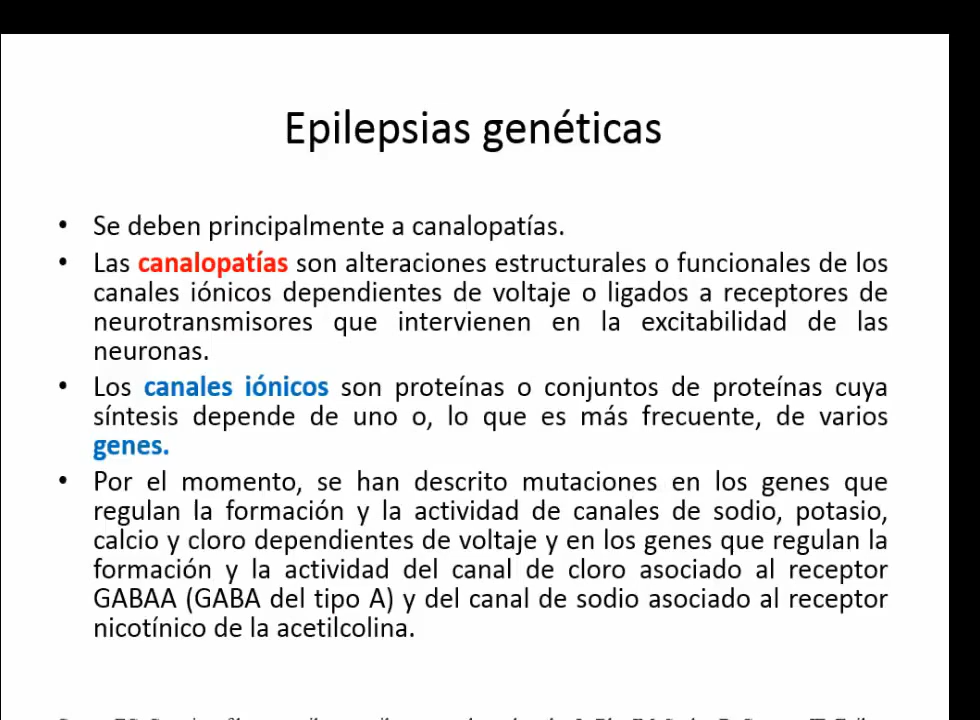 Epilepsias genéticas
• Se deben principalmente a canalopatías.
• Las canalopatías son alteraciones estructurales o funcionales de los
canales iónicos dependientes de voltaje o ligados a receptores de
neurotransmisores que intervienen en la excitabilidad de las
neuronas.
• Los canales iónicos son proteínas o conjuntos de proteínas cuya
síntesis depende de uno o, lo que es más frecuente, de varios
genes.
• Por el momento, se han descrito mutaciones en los genes que
regulan la formación y la actividad de canales de sodio, potasio,
calcio y cloro dependientes de voltaje y en los genes que regulan la
formación y la actividad del canal de cloro asociado al receptor
GABAA (GABA del tipo A) y del canal de sodio asociado al receptor
nicotínico de la acetilcolina.